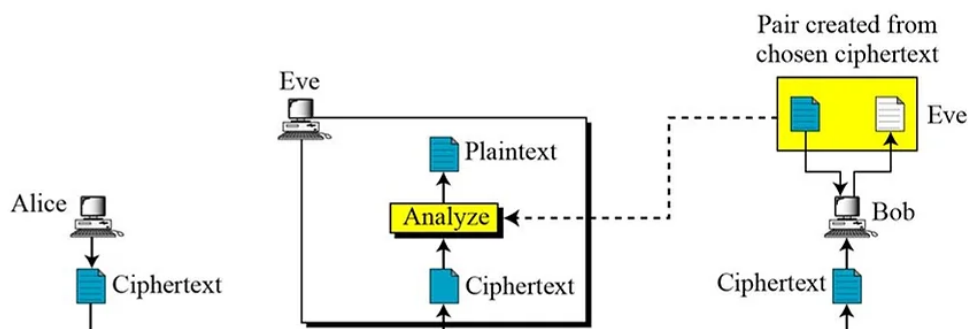 Pair created from
chosen ciphertext
Eve
Eve
Plaintext
Alice
Analyze
Bob
Ciphertext
Ciphertext
Ciphertext